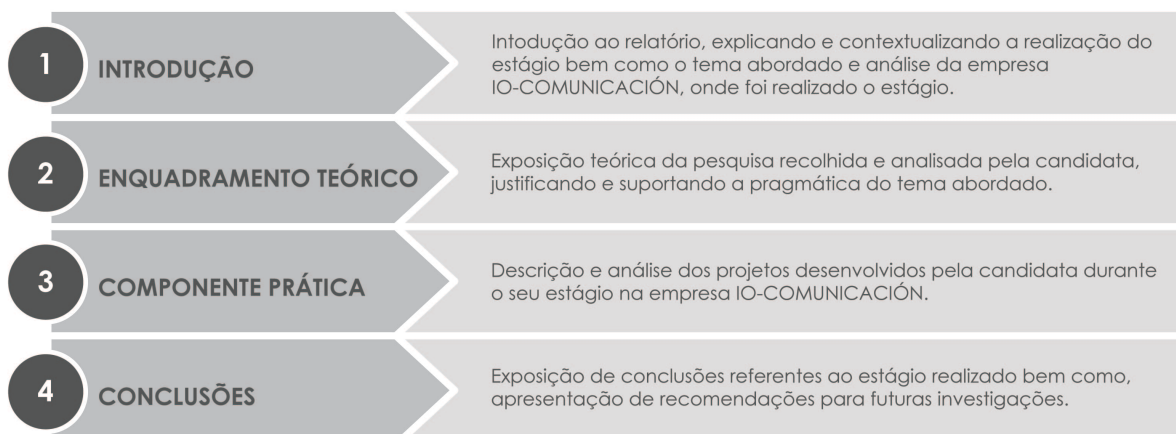 1
INTRODUÇÃO
Intodução ao relatório, explicando e contextualizando a realização do
estágio bem como o tema abordado e análise da empresa
IO-COMUNICACIÓN, onde foi realizado o estágio.
2
ENQUADRAMENTO TEÓRICO
Exposição teórica da pesquisa recolhida e analisada pela candidata,
justificando e suportando a pragmática do tema abordado.
3
COMPONENTE PRÁTICA
Descrição e análise dos projetos desenvolvidos pela candidata durante
o seu estágio na empresa IO-COMUNICACIÓN.
4
CONCLUSÕES
Exposição de conclusões referentes ao estágio realizado bem como,
apresentação de recomendações para futuras investigações.